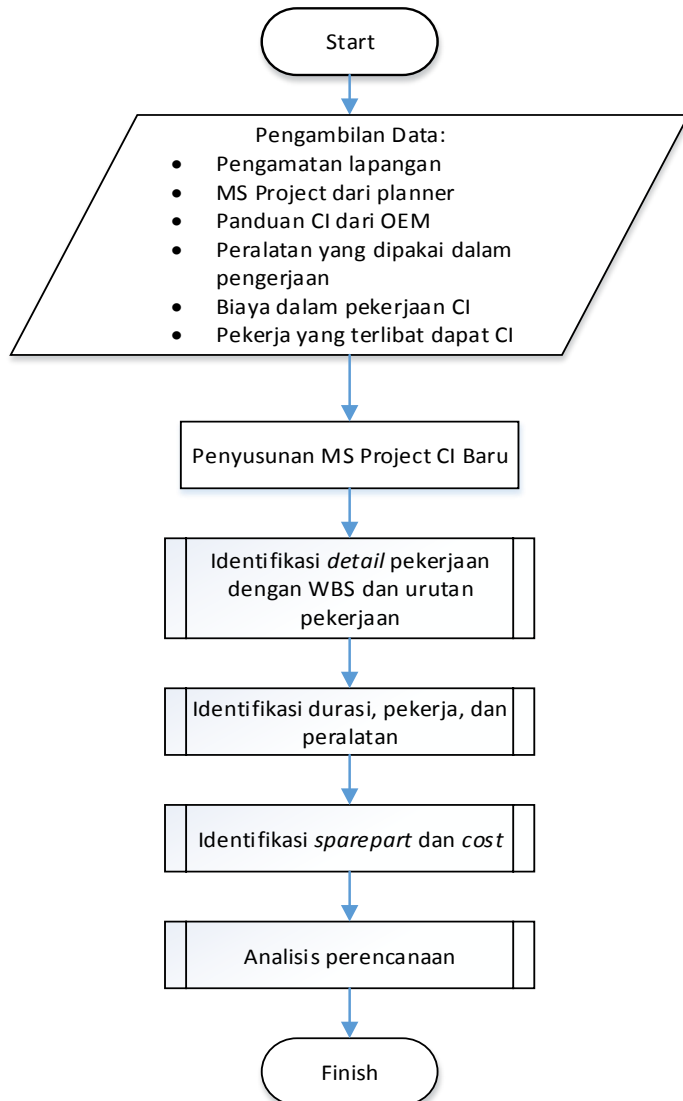 Start
Pengambilan Data:
• Pengamatan lapangan
• MS Project dari planner
• Panduan CI dari OEM
• Peralatan yang dipakai dalam
pengerjaan
• Biaya dalam pekerjaan CI
• Pekerja yang terlibat dapat CI
Penyusunan MS Project CI Baru
Identifikasi detail pekerjaan
dengan WBS dan urutan
pekerjaan
Identifikasi durasi, pekerja, dan
peralatan
Identifikasi sparepart dan cost
Analisis perencanaan
Finish